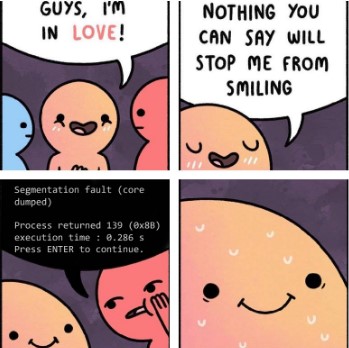 GUYS, I'M
IN LOVE!
NOTHING YOU
CAN SAY WILL
STOP ME FROM
SMILING
Segmentation fault (core
dumped)
Process returned 139 (0x8B)
execution time : 0.286 s
Press ENTER to continue.